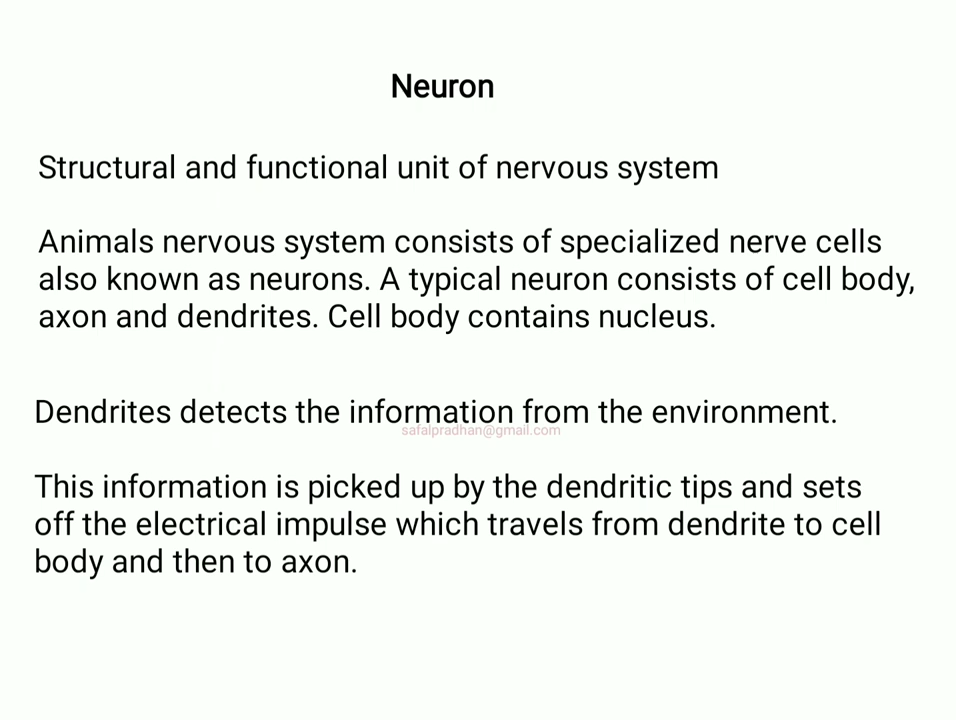 Neuron
Structural and functional unit of nervous system
Animals nervous system consists of specialized nerve cells
also known as neurons. A typical neuron consists of cell body,
axon and dendrites. Cell body contains nucleus.
Dendrites detects the information from the environment.
safalpradhan@gmail.com
This information is picked up by the dendritic tips and sets
off the electrical impulse which travels from dendrite to cell
body and then to axon.